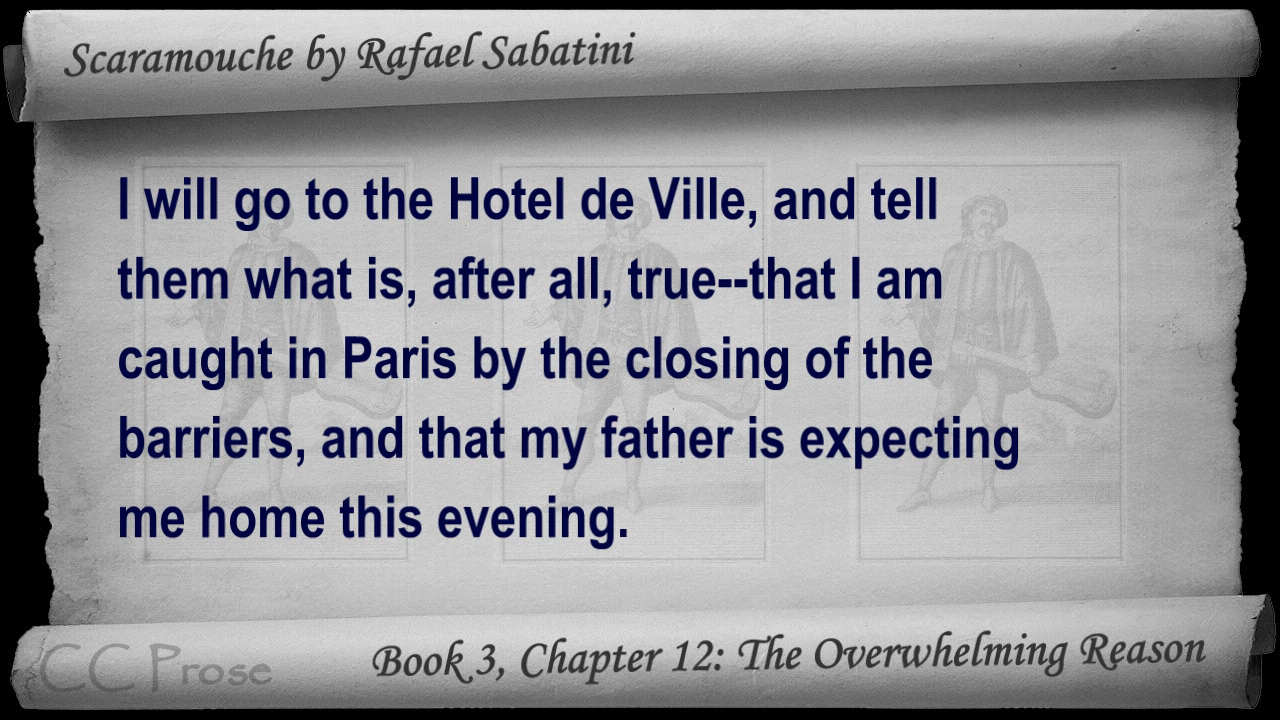 Scaramouche by Rafael Sabatini
I will go to the Hotel de Ville, and tell
them what is, after all, true--that I am
caught in Paris by the closing of the
barriers, and that my father is expecting
me home this evening.
CC Prose
Book 3, Chapter 12: The Overwhelming Reason